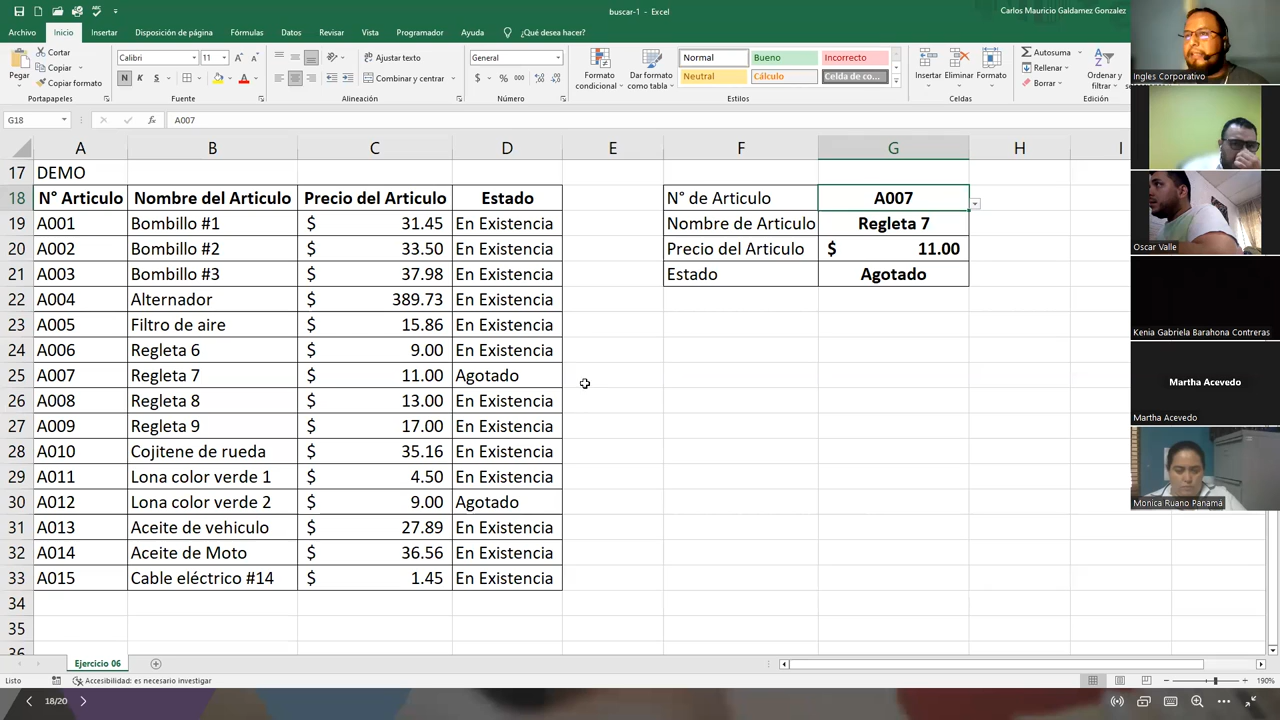 buscar-1 - Excel
Carlos Mauricio Galdamez Gonzalez
Archivo Inicio Insertar Disposición de página Fórmulas Datos Revisar Vista Programador Ayuda ¿Qué desea hacer?
Pegar
Cortar
Copiar
Copiar formato
Portapapeles
Calibri 11
N K S
Fuente
Ajustar texto
Combinar y centrar
Alineación
General
$ % 000
Número
Formato condicional
Dar formato como tabla
Normal Bueno Incorrecto
Neutral Cálculo Celda de co...
Estilos
Insertar Eliminar Formato
Celdas
Autosuma
Rellenar
Borrar
Ordenar y filtrar
Edición
G18 fx A007
A B C D E F G H I
17 DEMO
18 N° Articulo Nombre del Articulo Precio del Articulo Estado N° de Articulo A007
19 A001 Bombillo #1 $ 31.45 En Existencia Nombre de Articulo Regleta 7
20 A002 Bombillo #2 $ 33.50 En Existencia Precio del Articulo $ 11.00
21 A003 Bombillo #3 $ 37.98 En Existencia Estado Agotado
22 A004 Alternador $ 389.73 En Existencia
23 A005 Filtro de aire $ 15.86 En Existencia
24 A006 Regleta 6 $ 9.00 En Existencia
25 A007 Regleta 7 $ 11.00 Agotado
26 A008 Regleta 8 $ 13.00 En Existencia
27 A009 Regleta 9 $ 17.00 En Existencia
28 A010 Cojitene de rueda $ 35.16 En Existencia
29 A011 Lona color verde 1 $ 4.50 En Existencia
30 A012 Lona color verde 2 $ 9.00 Agotado
31 A013 Aceite de vehiculo $ 27.89 En Existencia
32 A014 Aceite de Moto $ 36.56 En Existencia
33 A015 Cable eléctrico #14 $ 1.45 En Existencia
34
35
36
Ejercicio 06
Listo Accesibilidad: es necesario investigar 190%
18/20
Ingles Corporativo
Oscar Valle
Kenia Gabriela Barahona Contreras
Martha Acevedo
Martha Acevedo
Monica Ruano Panamá